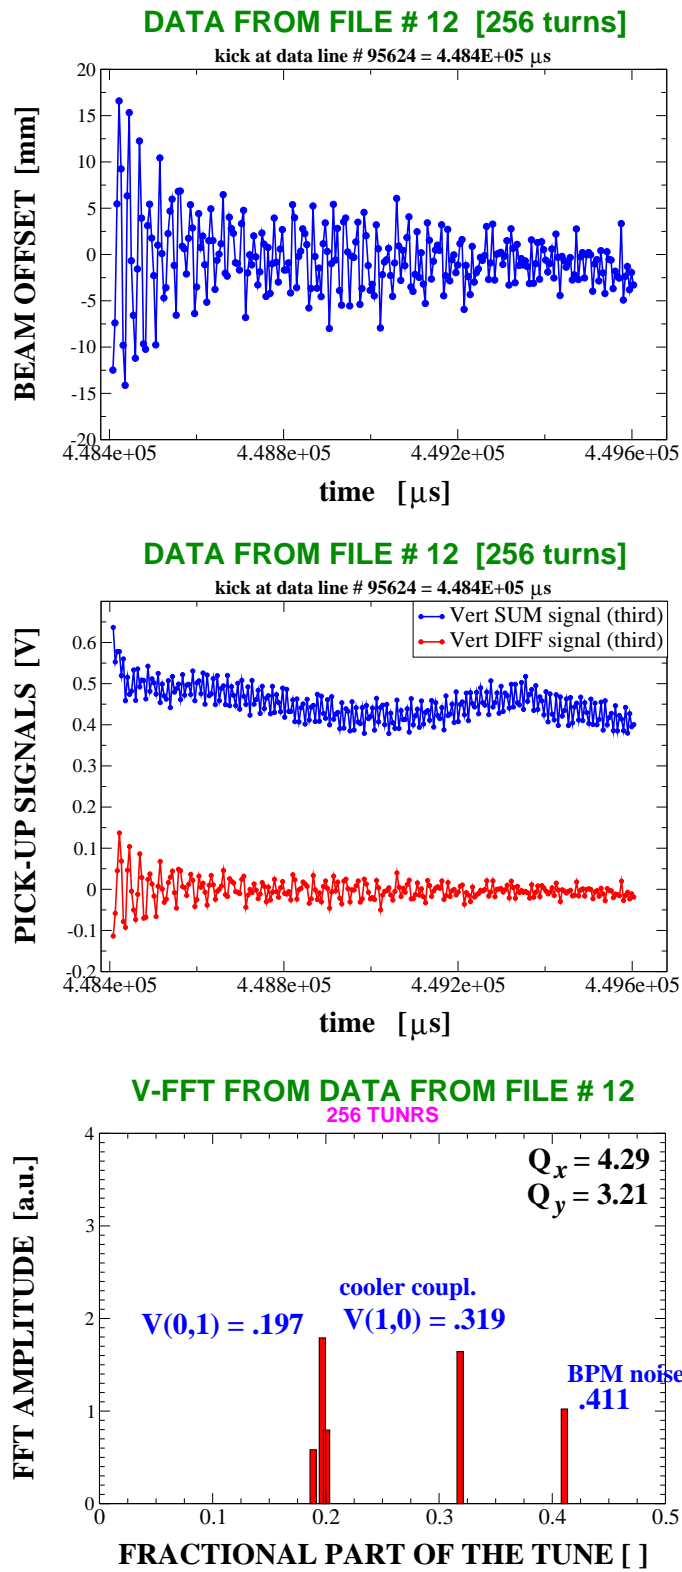 DATA FROM FILE # 12 [256 turns]
kick at data line # 95624 = 4.484E+05 μs
20
15
10
5
0
-5
-10
-15
-20
BEAM OFFSET [mm]
4.484e+05 4.488e+05 4.492e+05 4.496e+05
time [μs]
DATA FROM FILE # 12 [256 turns]
kick at data line # 95624 = 4.484E+05 μs
Vert SUM signal (third)
Vert DIFF signal (third)
0.6
0.5
0.4
0.3
0.2
0.1
0
-0.1
-0.2
PICK-UP SIGNALS [V]
4.484e+05 4.488e+05 4.492e+05 4.496e+05
time [μs]
V-FFT FROM DATA FROM FILE # 12
256 TUNRS
Qx = 4.29
Qy = 3.21
cooler coupl.
V(0,1) = .197
V(1,0) = .319
BPM noise
.411
4
3
2
1
0
FFT AMPLITUDE [a.u.]
0 0.1 0.2 0.3 0.4 0.5
FRACTIONAL PART OF THE TUNE [ ]